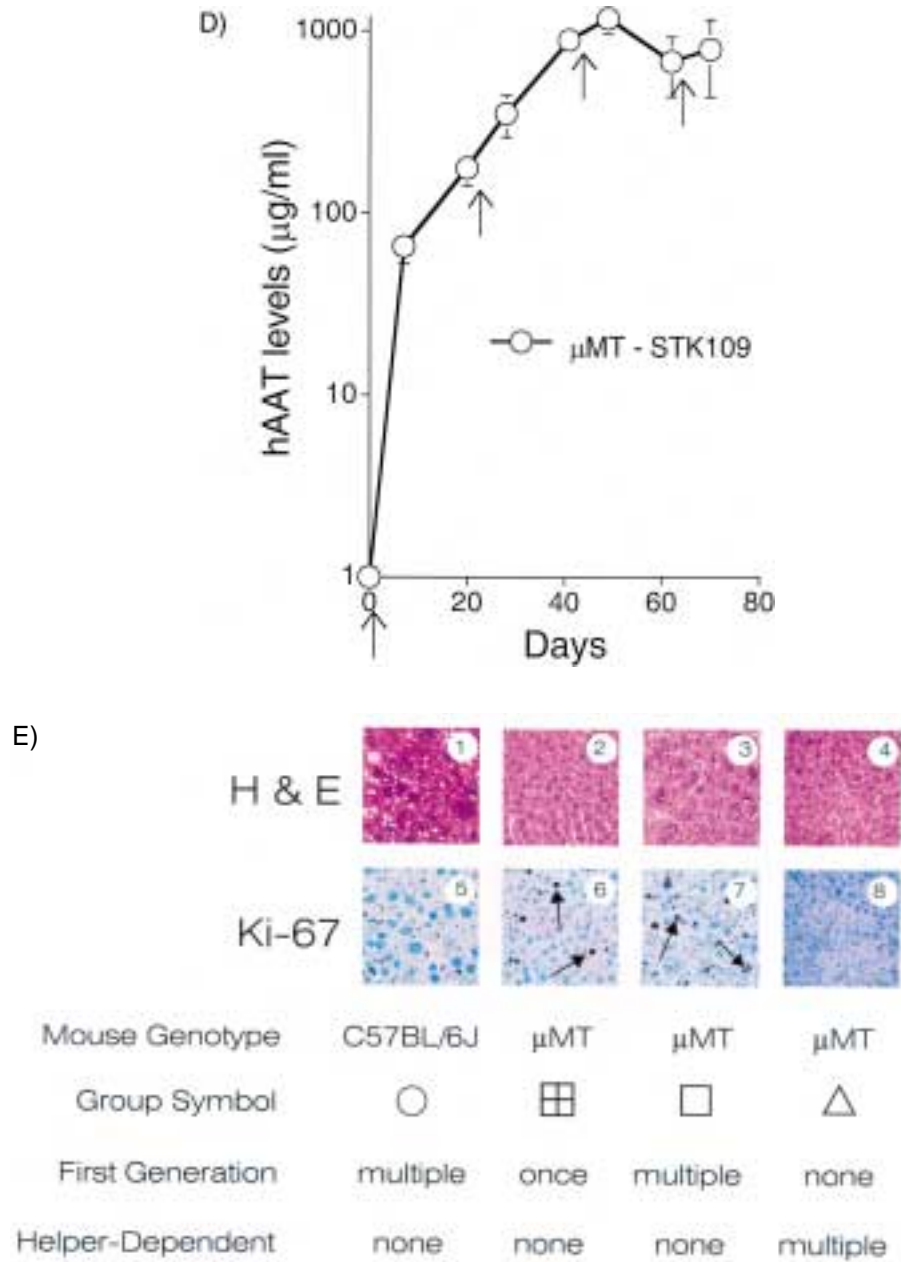 D)
1000
100
10
1
hAAT levels (μg/ml)
μMT - STK109
0 20 40 60 80
Days
E)
H & E
1 2 3 4
Ki-67
5 6 7 8
Mouse Genotype C57BL/6J μMT μMT μMT
Group Symbol
First Generation multiple once multiple none
Helper-Dependent none none none multiple